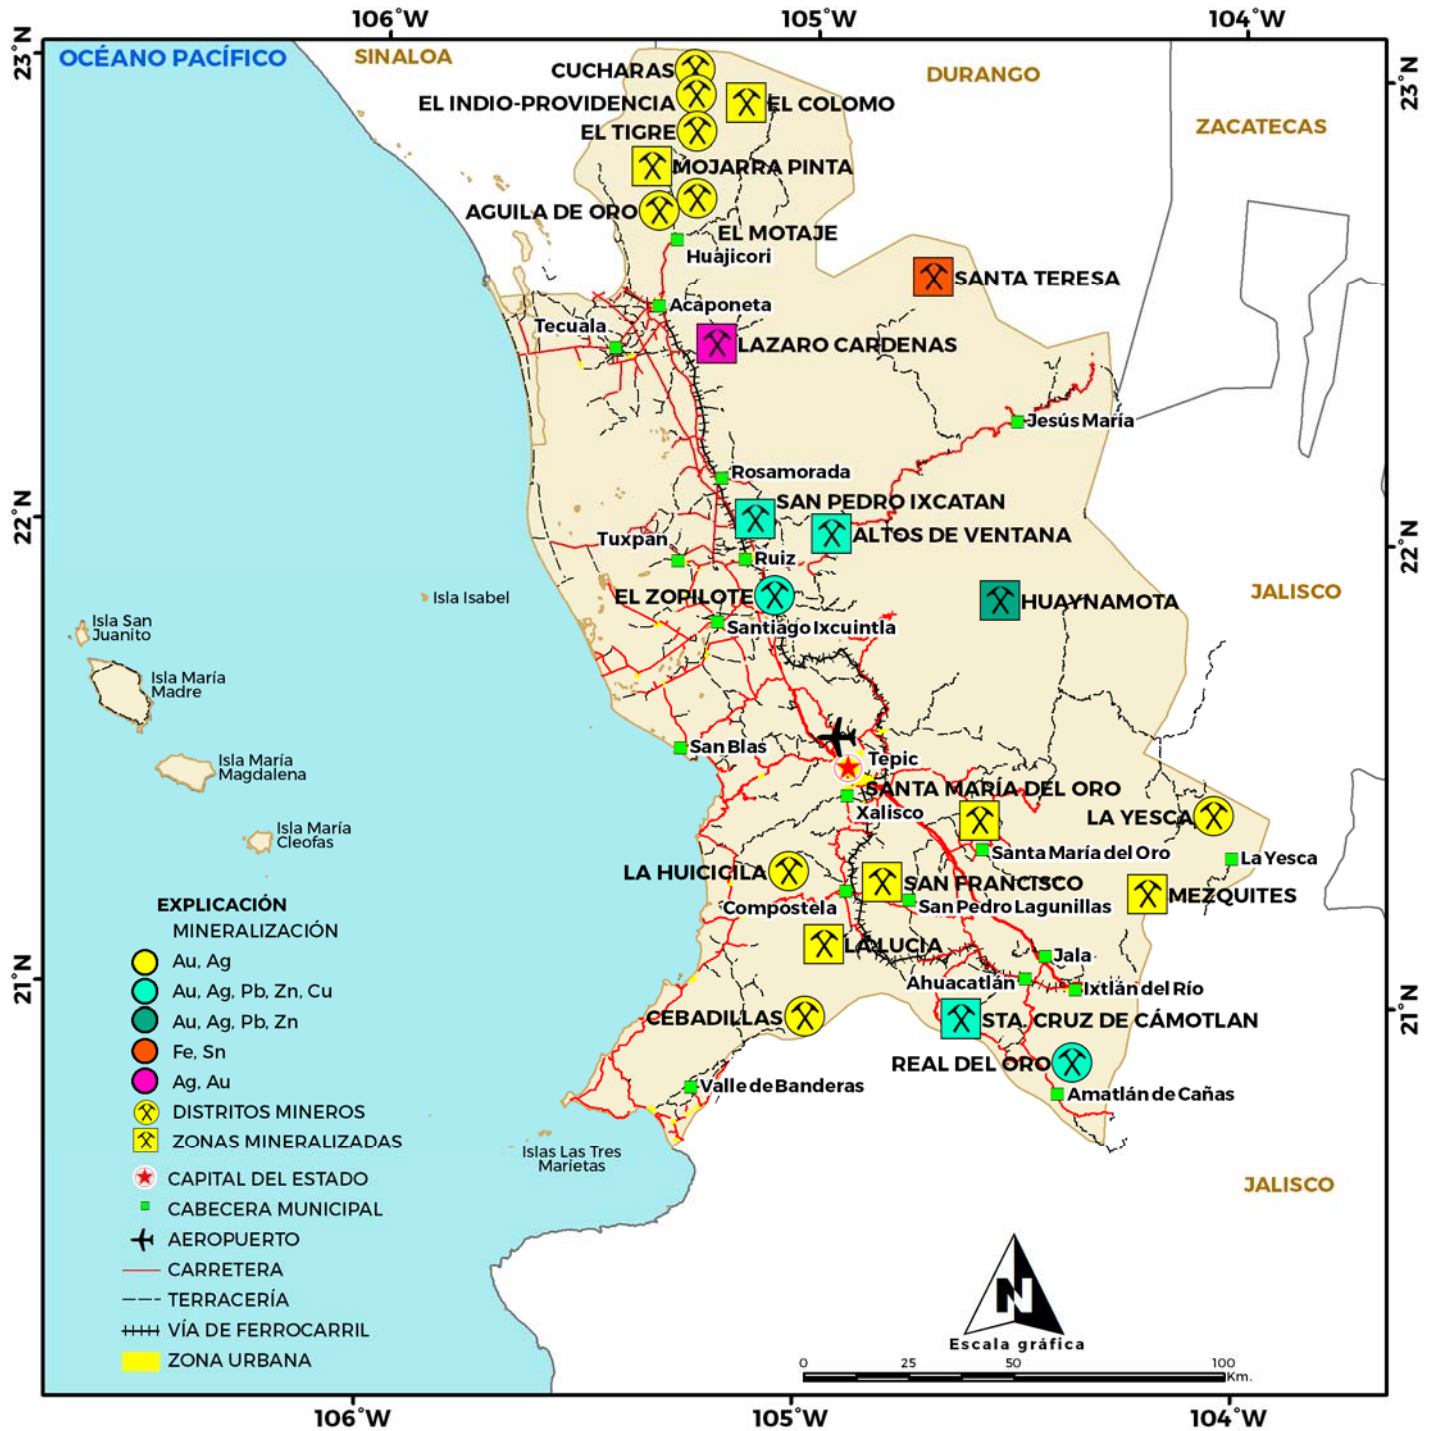 106°W
105°W
104°W
23°N
23°N
OCÉANO PACÍFICO
SINALOA
DURANGO
ZACATECAS
CUCHARAS
EL INDIO-PROVIDENCIA
EL COLOMO
EL TIGRE
MOJARRA PINTA
AGUILA DE ORO
EL MOTAJE
Huajicori
SANTA TERESA
Acaponeta
Tecuala
LAZARO CARDENAS
Jesús María
Rosamorada
SAN PEDRO IXCATAN
22°N
22°N
ALTOS DE VENTANA
Tuxpan
Ruiz
JALISCO
EL ZOPILOTE
HUAYNAMOTA
Isla Isabel
Santiago Ixcuintla
Isla San
Juanito
Isla María
Madre
San Blas
Isla María
Magdalena
Tepic
SANTA MARÍA DEL ORO
Xalisco
LA YESCA
Isla María
Cleofas
Santa María del Oro
La Yesca
LA HUICICILA
SAN FRANCISCO
MEZQUITES
Compostela
San Pedro Lagunillas
LA LUCIA
Jala
21°N
21°N
Ahuacatlán
Ixtlán del Río
CEBADILLAS
STA. CRUZ DE CÁMOTLAN
REAL DEL ORO
Valle de Banderas
Amatlán de Cañas
Islas Las Tres
Marietas
JALISCO
EXPLICACIÓN
MINERALIZACIÓN
Au, Ag
Au, Ag, Pb, Zn, Cu
Au, Ag, Pb, Zn
Fe, Sn
Ag, Au
DISTRITOS MINEROS
ZONAS MINERALIZADAS
CAPITAL DEL ESTADO
CABECERA MUNICIPAL
AEROPUERTO
CARRETERA
TERRACERÍA
VÍA DE FERROCARRIL
ZONA URBANA
N
Escala gráfica
0 25 50 100
Km.
106°W
105°W
104°W